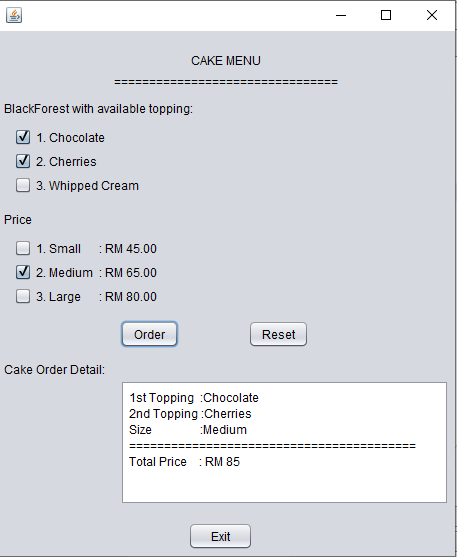 CAKE MENU
================================
BlackForest with available topping:
1. Chocolate
2. Cherries
3. Whipped Cream
Price
1. Small : RM 45.00
2. Medium : RM 65.00
3. Large : RM 80.00
Order Reset
Cake Order Detail:
1st Topping :Chocolate
2nd Topping :Cherries
Size :Medium
=========================================
Total Price : RM 85
Exit